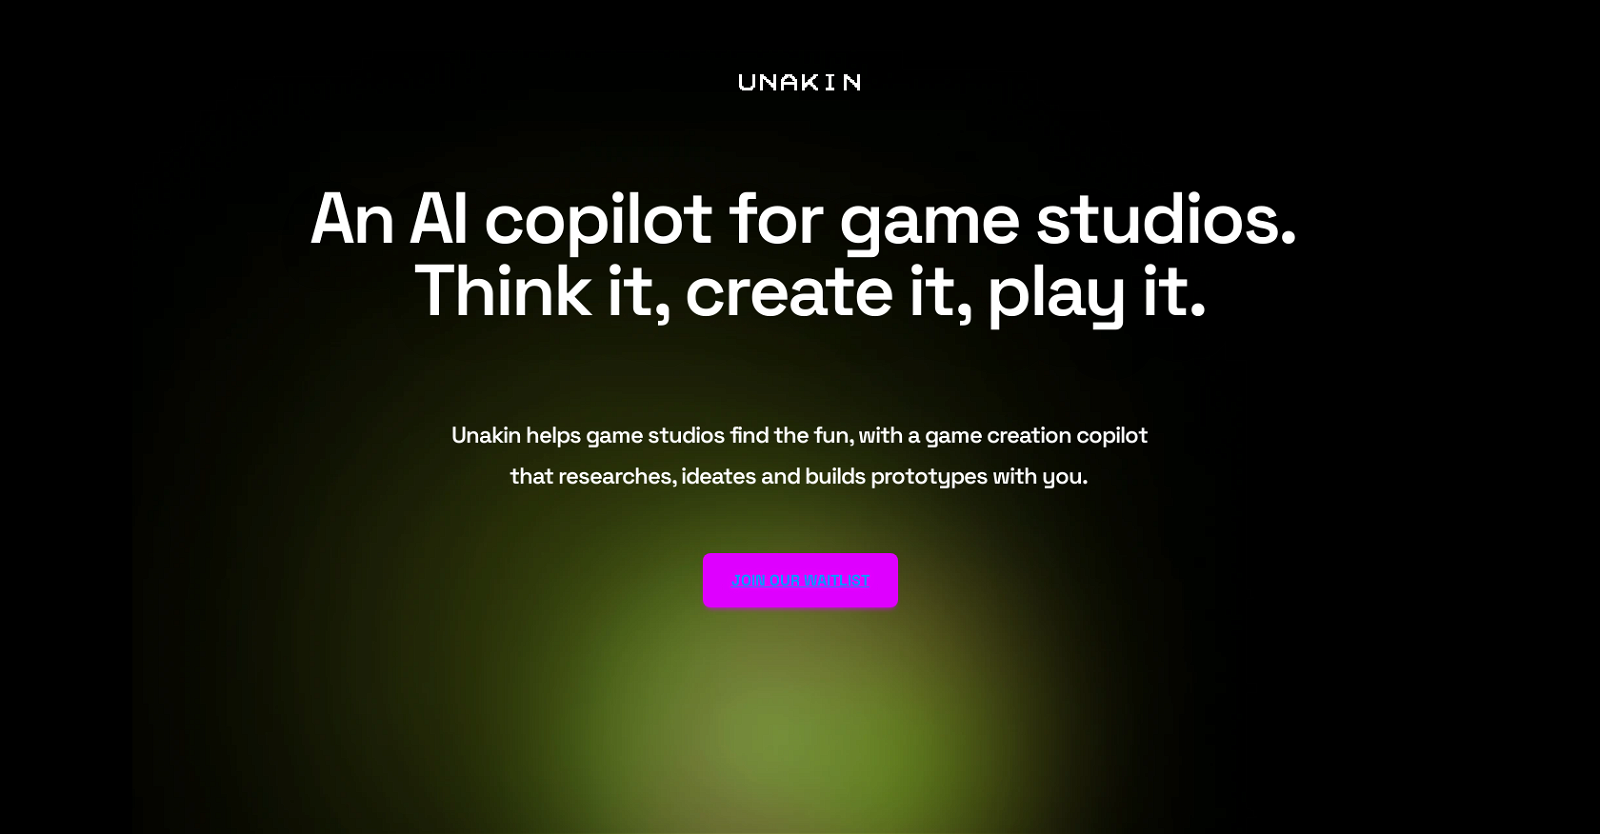 UNAKIN
An AI copilot for game studios.
Think it, create it, play it.
Unakin helps game studios find the fun, with a game creation copilot
that researches, ideates and builds prototypes with you.
JOIN OUR WAITLIST